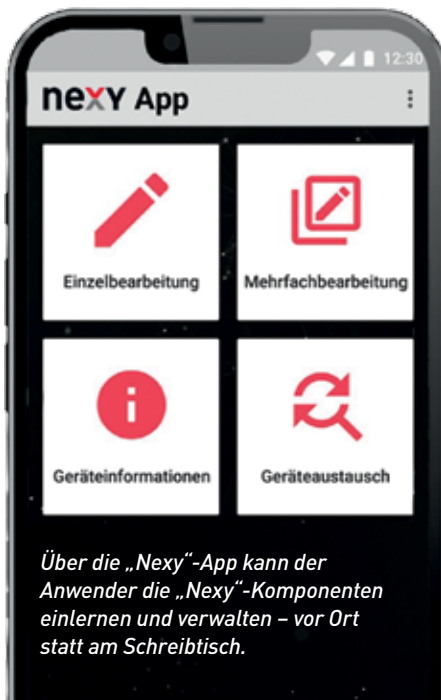 12:30
nexy App
Einzelbearbeitung
Mehrfachbearbeitung
Geräteinformationen
Geräteaustausch
Über die „Nexy“-App kann der
Anwender die „Nexy“-Komponenten
einlernen und verwalten – vor Ort
statt am Schreibtisch.